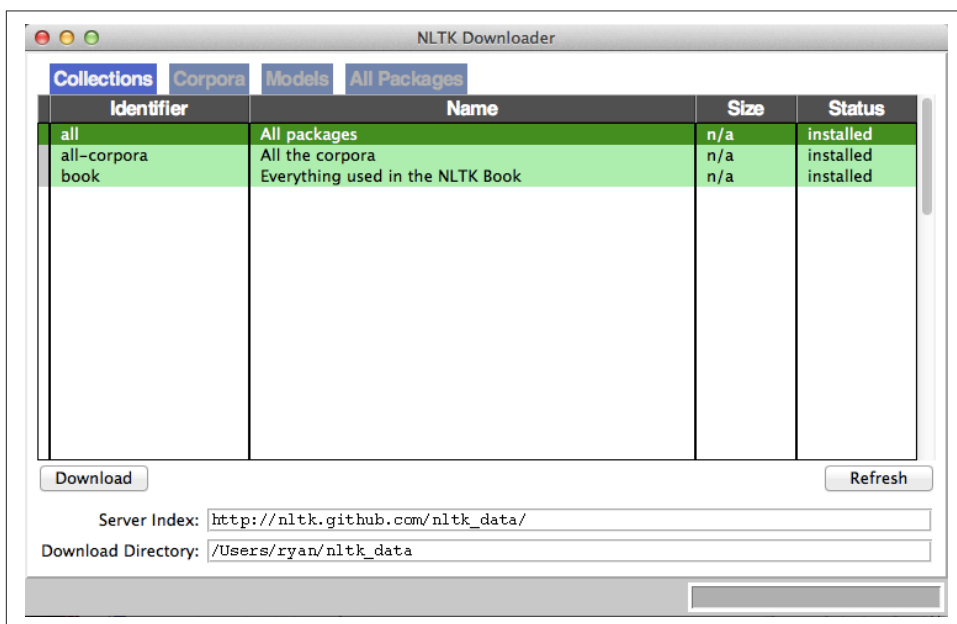 NLTK Downloader
Collections Corpora Models All Packages
Identifier Name Size Status
all All packages n/a installed
all-corpora All the corpora n/a installed
book Everything used in the NLTK Book n/a installed
Download Refresh
Server Index: http://nltk.github.com/nltk_data/
Download Directory: /Users/ryan/nltk_data